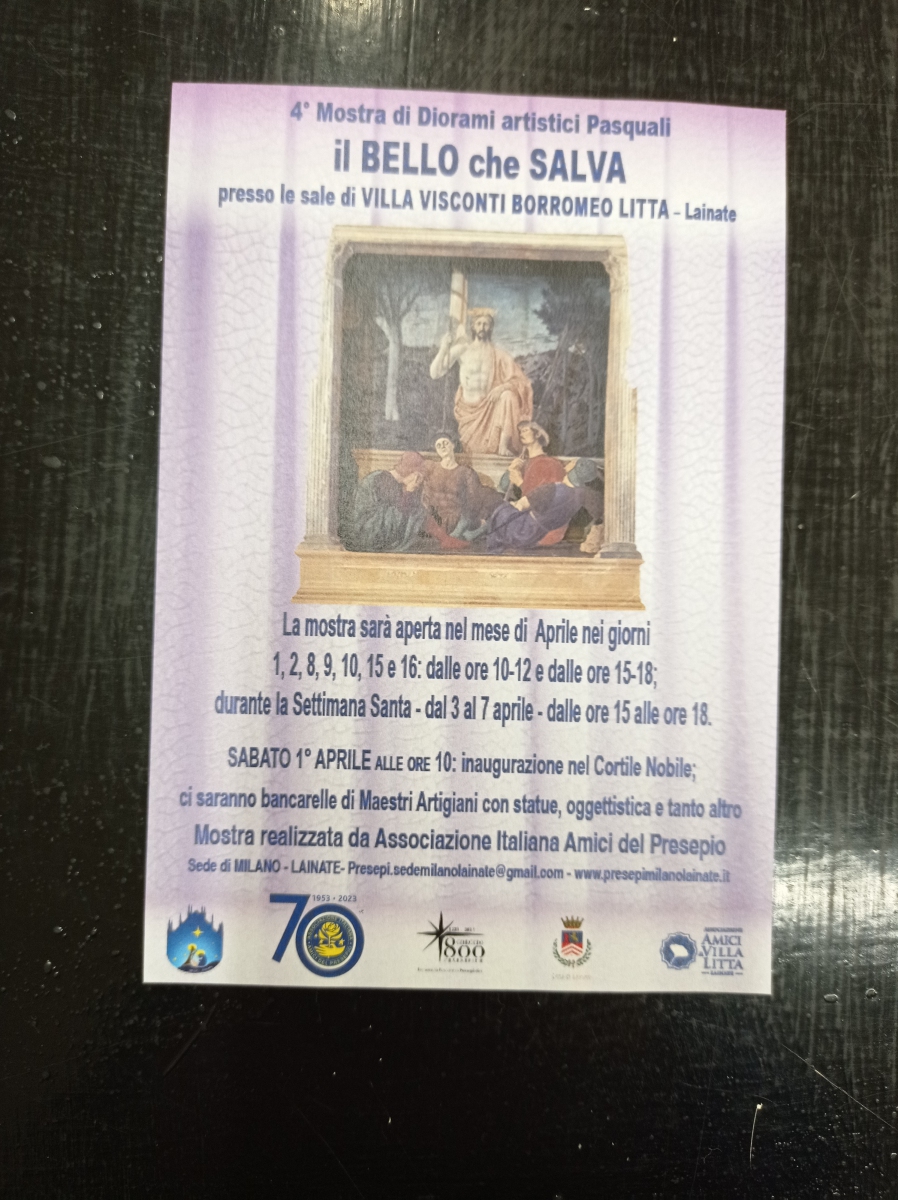 4° Mostra di Diorami artistici Pasquali
il BELLO che SALVA
presso le sale di VILLA VISCONTI BORROMEO LITTA - Lainate
La mostra sarà aperta nel mese di Aprile nei giorni
1, 2, 8, 9, 10, 15 e 16: dalle ore 10-12 e dalle ore 15-18;
durante la Settimana Santa - dal 3 al 7 aprile - dalle ore 15 alle ore 18.
SABATO 1° APRILE ALLE ORE 10: inaugurazione nel Cortile Nobile;
ci saranno bancarelle di Maestri Artigiani con statue, oggettistica e tanto altro
Mostra realizzata da Associazione Italiana Amici del Presepio
Sede di MILANO - LAINATE- Presepi.sedemilanolainate@gmail.com - www.presepimilanolainate.it
70 1953 - 2023
800
ASSOCIAZIONE
AMICI
VILLA
LITTA
LAINATE